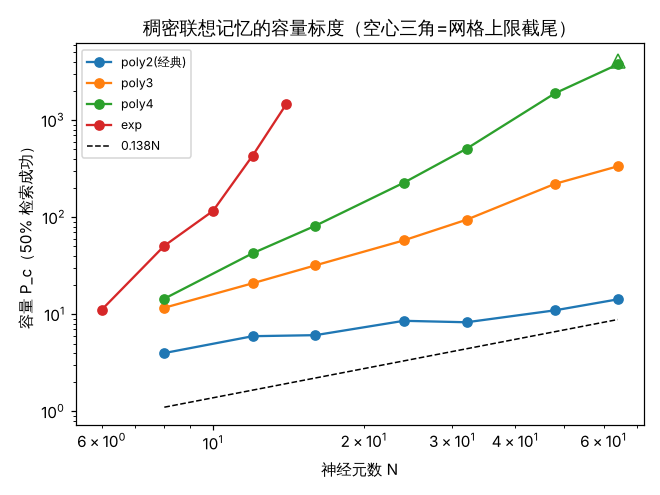 稠密联想记忆的容量标度（空心三角=网格上限截尾）
poly2(经典)
poly3
poly4
exp
0.138N
容量 P_c（50% 检索成功）
10³
10²
10¹
10⁰
6 × 10⁰
10¹
2 × 10¹
3 × 10¹
4 × 10¹
6 × 10¹
神经元数 N